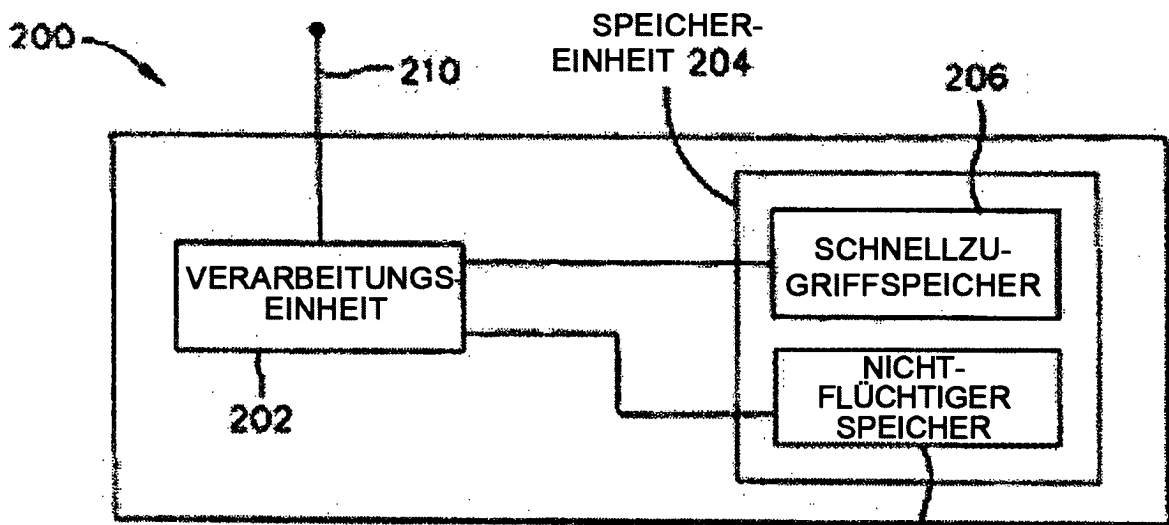 200
210
SPEICHER-
EINHEIT 204
206
VERARBEITUNGS-
EINHEIT
202
SCHNELLZU-
GRIFFSPEICHER
NICHT-
FLÜCHTIGER
SPEICHER